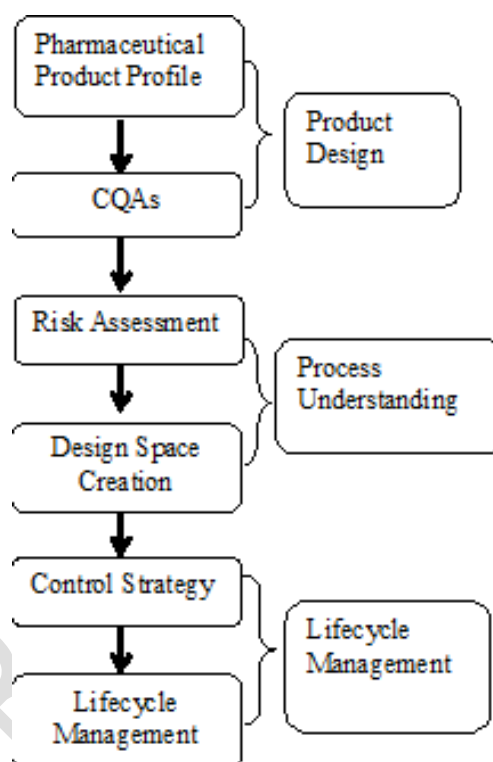 Pharmaceutical
Product Profile
Product
Design
CQAs
Risk Assessment
Process
Understanding
Design Space
Creation
Control Strategy
Lifecycle
Management
Lifecycle
Management